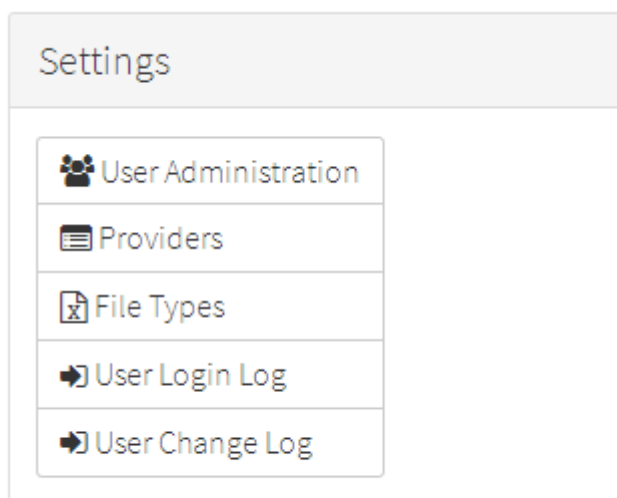 Settings
User Administration
Providers
File Types
User Login Log
User Change Log